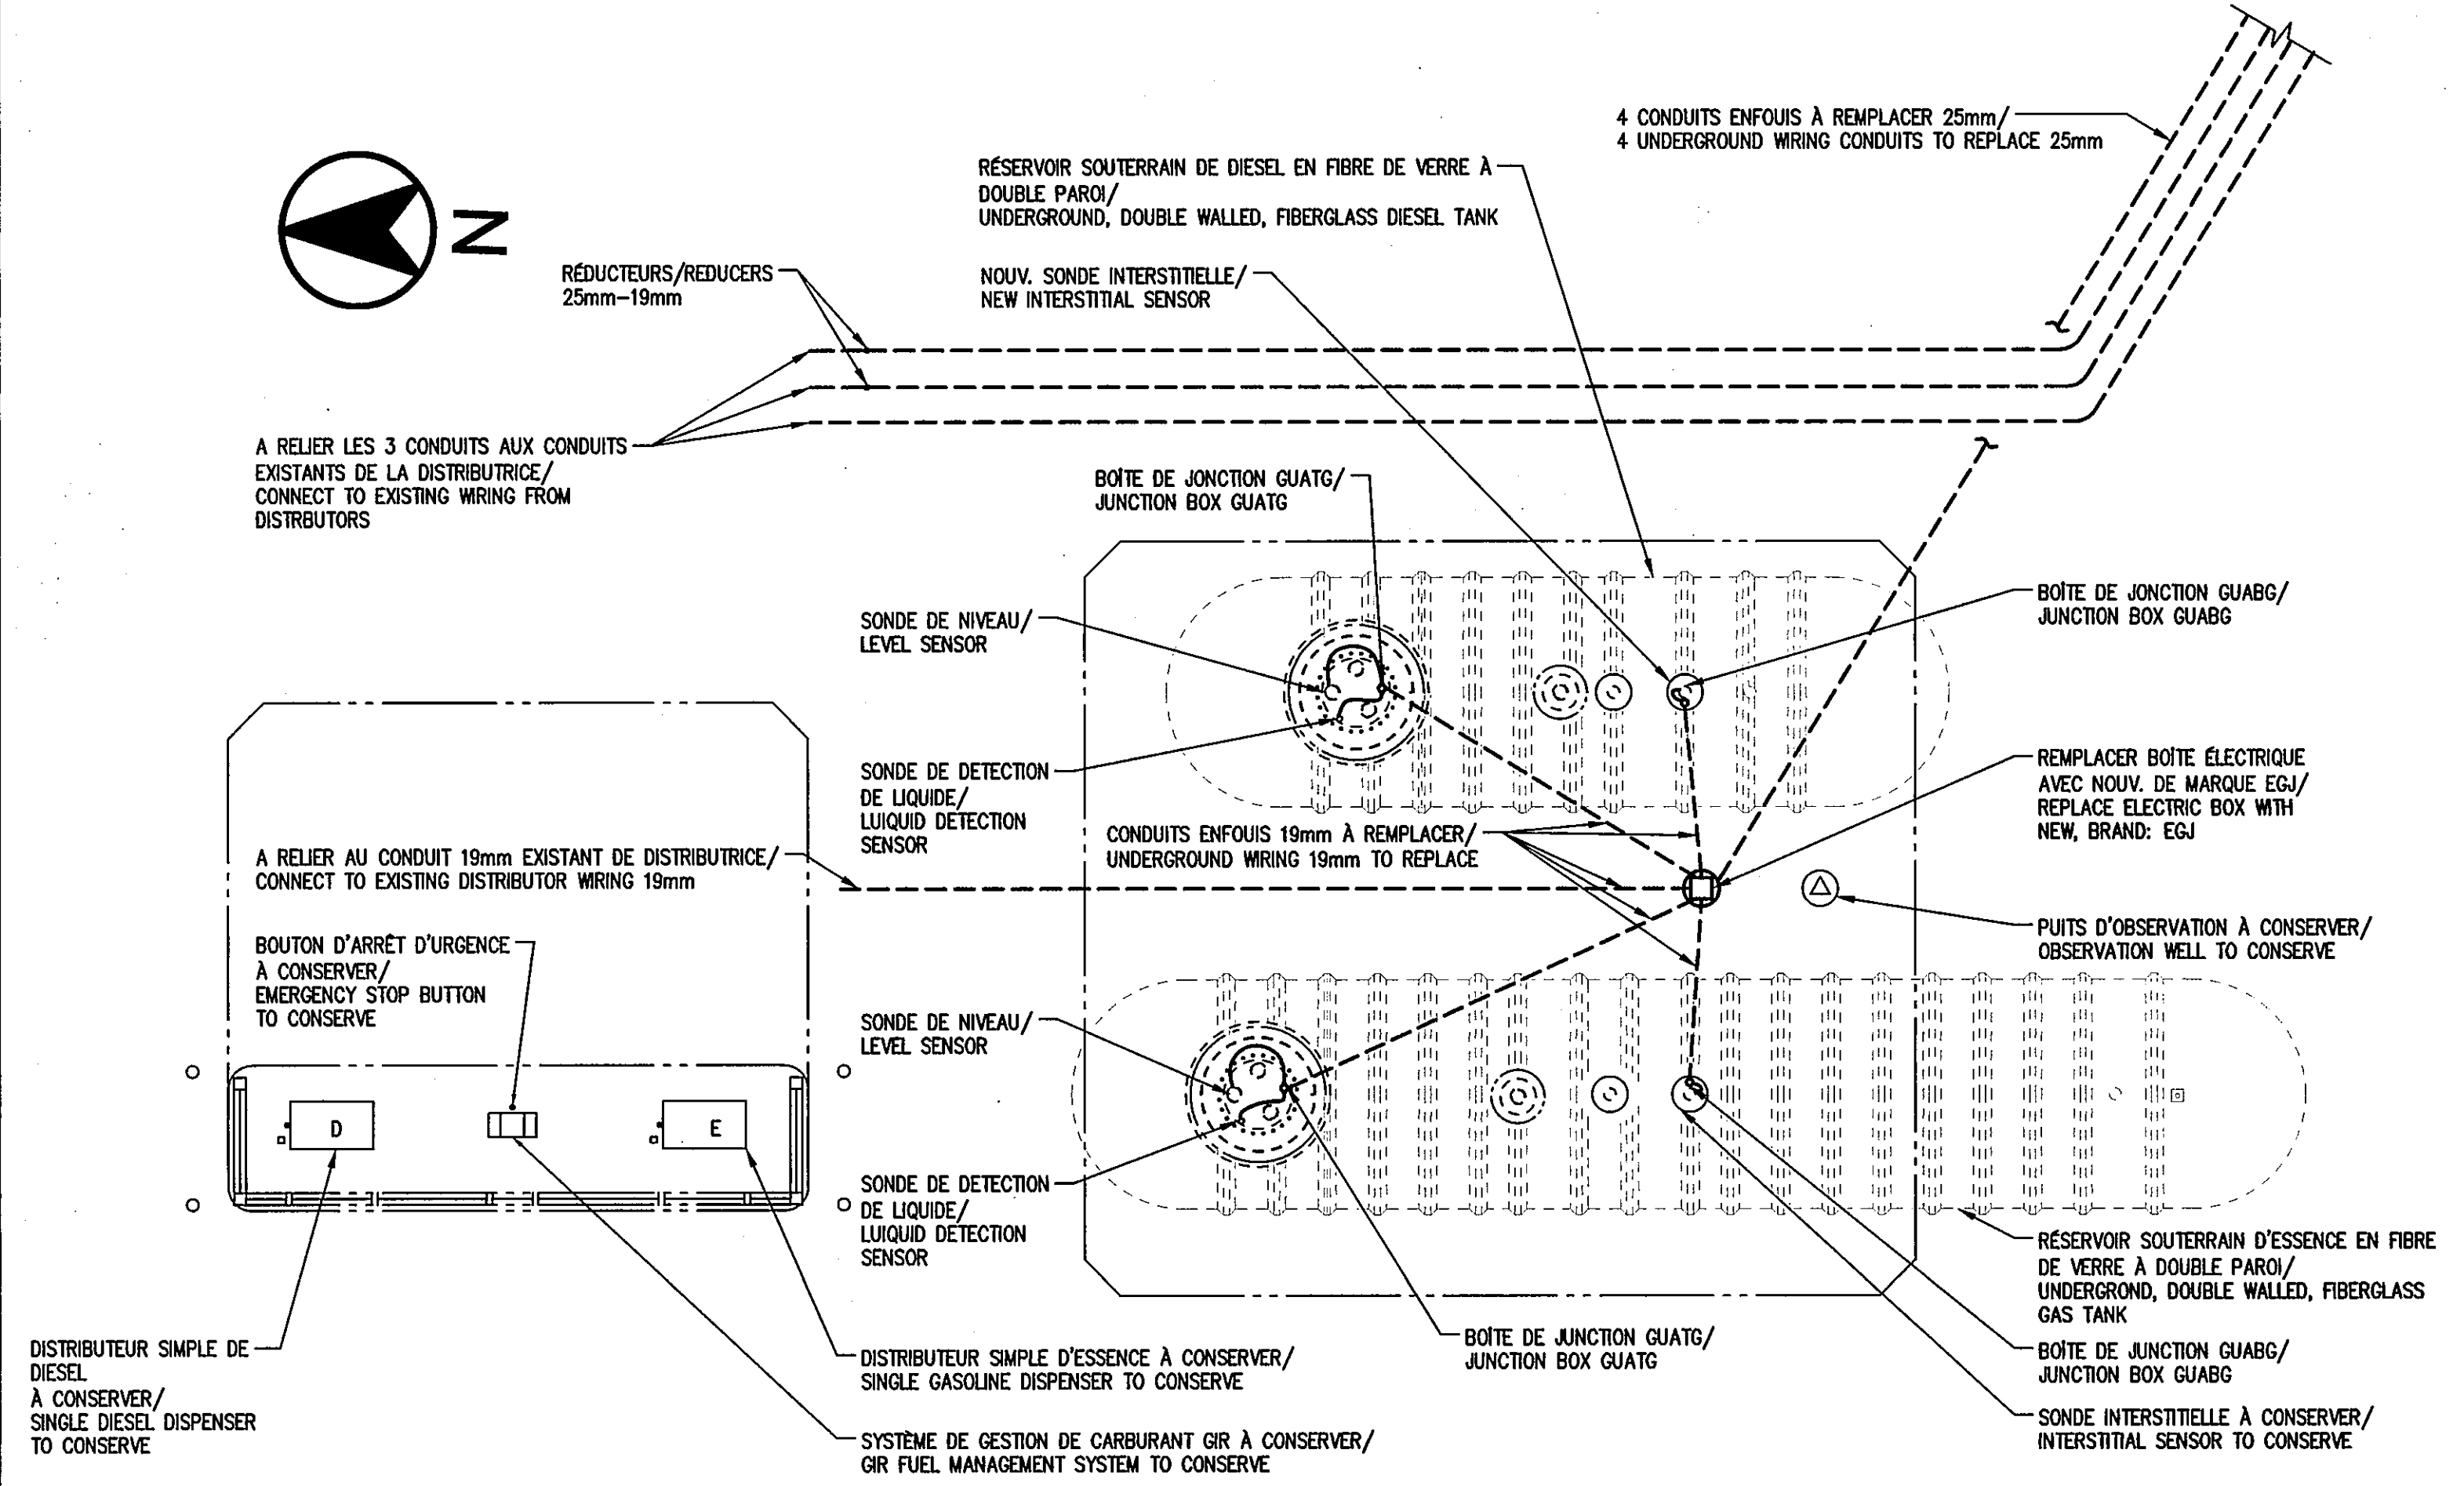 4 CONDUITS ENFOUIS À REMPLACER 25mm/
4 UNDERGROUND WIRING CONDUITS TO REPLACE 25mm
RÉSERVOIR SOUTERRAIN DE DIESEL EN FIBRE DE VERRE À
DOUBLE PAROI/
UNDERGROUND, DOUBLE WALLED, FIBERGLASS DIESEL TANK
N
RÉDUCTEURS/REDUCERS
25mm-19mm
NOUV. SONDE INTERSTITIELLE/
NEW INTERSTITIAL SENSOR
A RELIER LES 3 CONDUITS AUX CONDUITS
EXISTANTS DE LA DISTRIBUTRICE/
CONNECT TO EXISTING WIRING FROM
DISTRBUTORS
BOÎTE DE JONCTION GUATG/
JUNCTION BOX GUATG
SONDE DE NIVEAU/
LEVEL SENSOR
BOÎTE DE JONCTION GUABG/
JUNCTION BOX GUABG
SONDE DE DETECTION
DE LIQUIDE/
LUIQUID DETECTION
SENSOR
REMPLACER BOÎTE ÉLECTRIQUE
AVEC NOUV. DE MARQUE EGJ/
REPLACE ELECTRIC BOX WITH
NEW, BRAND: EGJ
CONDUITS ENFOUIS 19mm À REMPLACER/
UNDERGROUND WIRING 19mm TO REPLACE
A RELIER AU CONDUIT 19mm EXISTANT DE DISTRIBUTRICE/
CONNECT TO EXISTING DISTRIBUTOR WIRING 19mm
BOUTON D'ARRÊT D'URGENCE
À CONSERVER/
EMERGENCY STOP BUTTON
TO CONSERVE
PUITS D'OBSERVATION À CONSERVER/
OBSERVATION WELL TO CONSERVE
SONDE DE NIVEAU/
LEVEL SENSOR
D
E
SONDE DE DETECTION
DE LIQUIDE/
LUIQUID DETECTION
SENSOR
RÉSERVOIR SOUTERRAIN D'ESSENCE EN FIBRE
DE VERRE À DOUBLE PAROI/
UNDERGROND, DOUBLE WALLED, FIBERGLASS
GAS TANK
DISTRIBUTEUR SIMPLE DE
DIESEL
À CONSERVER/
SINGLE DIESEL DISPENSER
TO CONSERVE
DISTRIBUTEUR SIMPLE D'ESSENCE À CONSERVER/
SINGLE GASOLINE DISPENSER TO CONSERVE
BOÎTE DE JUNCTION GUATG/
JUNCTION BOX GUATG
BOÎTE DE JUNCTION GUABG/
JUNCTION BOX GUABG
SYSTÈME DE GESTION DE CARBURANT GIR À CONSERVER/
GIR FUEL MANAGEMENT SYSTEM TO CONSERVE
SONDE INTERSTITIELLE À CONSERVER/
INTERSTITIAL SENSOR TO CONSERVE